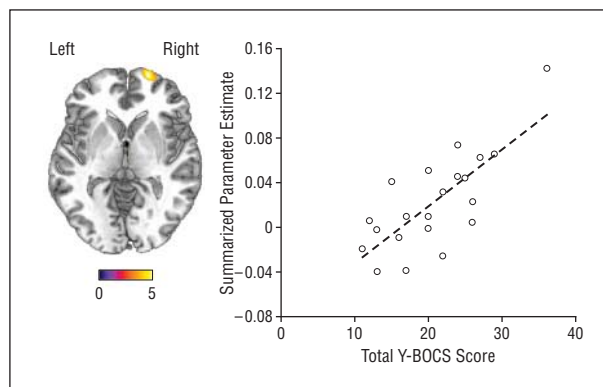 Left Right
0 5
Summarized Parameter Estimate
0.16
0.12
0.08
0.04
0
−0.04
−0.08
0 10 20 30 40
Total Y-BOCS Score